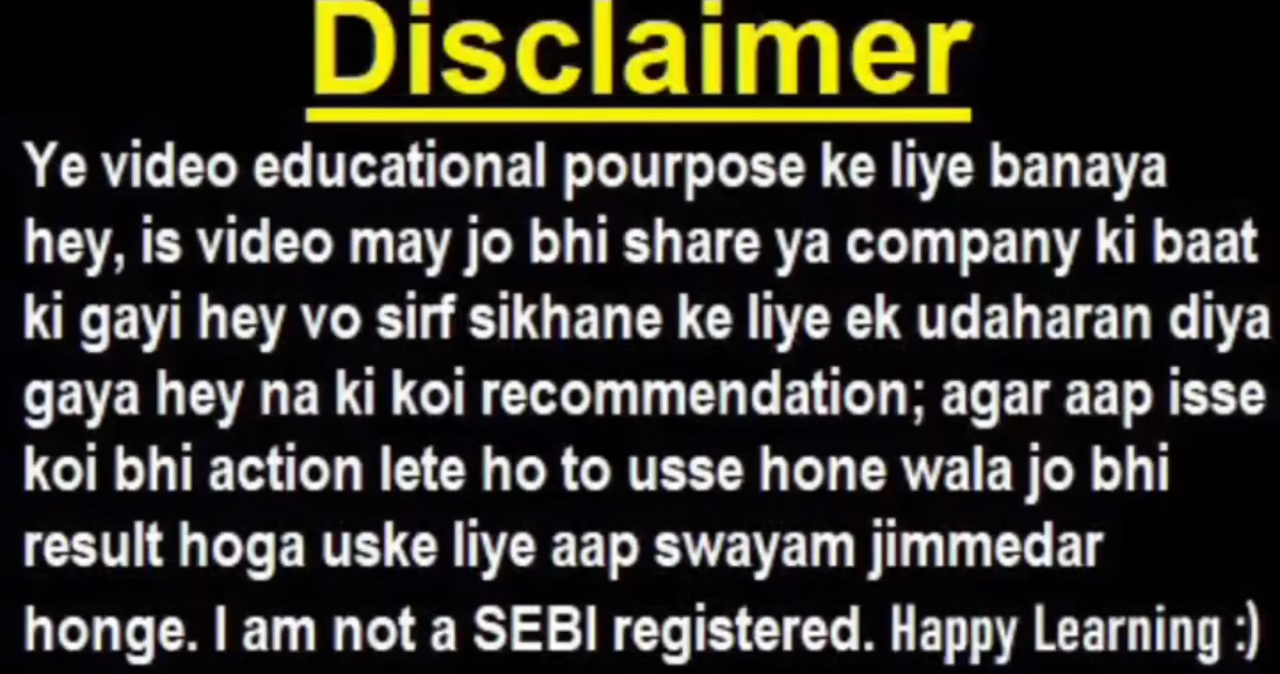 Disclaimer
Ye video educational pourpose ke liye banaya
hey, is video may jo bhi share ya company ki baat
ki gayi hey vo sirf sikhane ke liye ek udaharan diya
gaya hey na ki koi recommendation; agar aap isse
koi bhi action lete ho to usse hone wala jo bhi
result hoga uske liye aap swayam jimmedar
honge. I am not a SEBI registered. Happy Learning :)